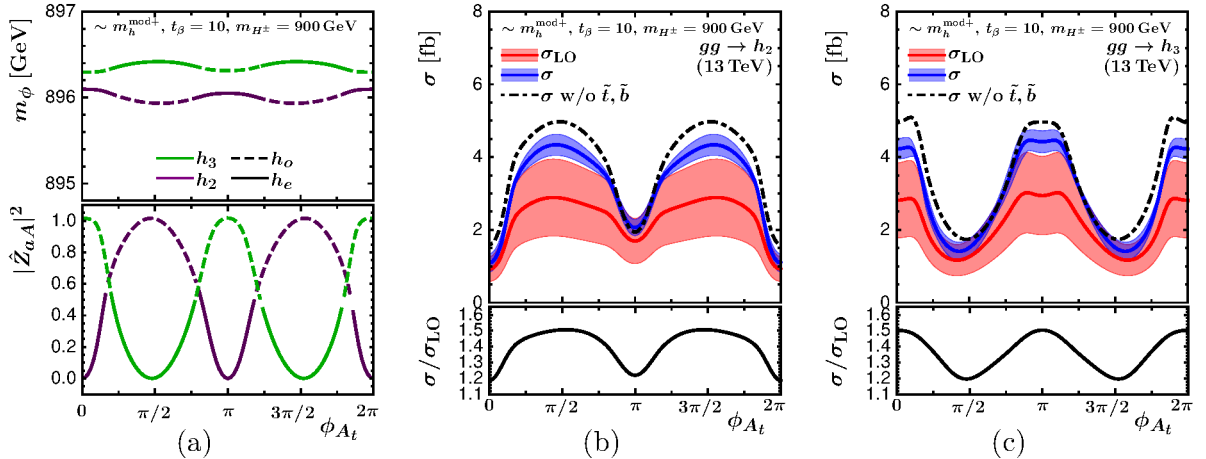 ~ m_h^mod+, t_β = 10, m_H± = 900 GeV
m_ϕ [GeV]
897
896
895
h_3
h_o
h_2
h_e
|Ẑ_aA|²
1.0
0.8
0.6
0.4
0.2
0.0
0
π/2
π
3π/2
2π
ϕ_A_t
(a)
~ m_h^mod+, t_β = 10, m_H± = 900 GeV
σ [fb]
gg → h_2
(13 TeV)
σ_LO
σ
σ w/o t̃, b̃
8
6
4
2
0
σ/σ_LO
1.5
1.4
1.3
1.2
1.1
0
π/2
π
3π/2
2π
ϕ_A_t
(b)
~ m_h^mod+, t_β = 10, m_H± = 900 GeV
σ [fb]
gg → h_3
(13 TeV)
σ_LO
σ
σ w/o t̃, b̃
8
6
4
2
0
σ/σ_LO
1.5
1.4
1.3
1.2
1.1
0
π/2
π
3π/2
2π
ϕ_A_t
(c)